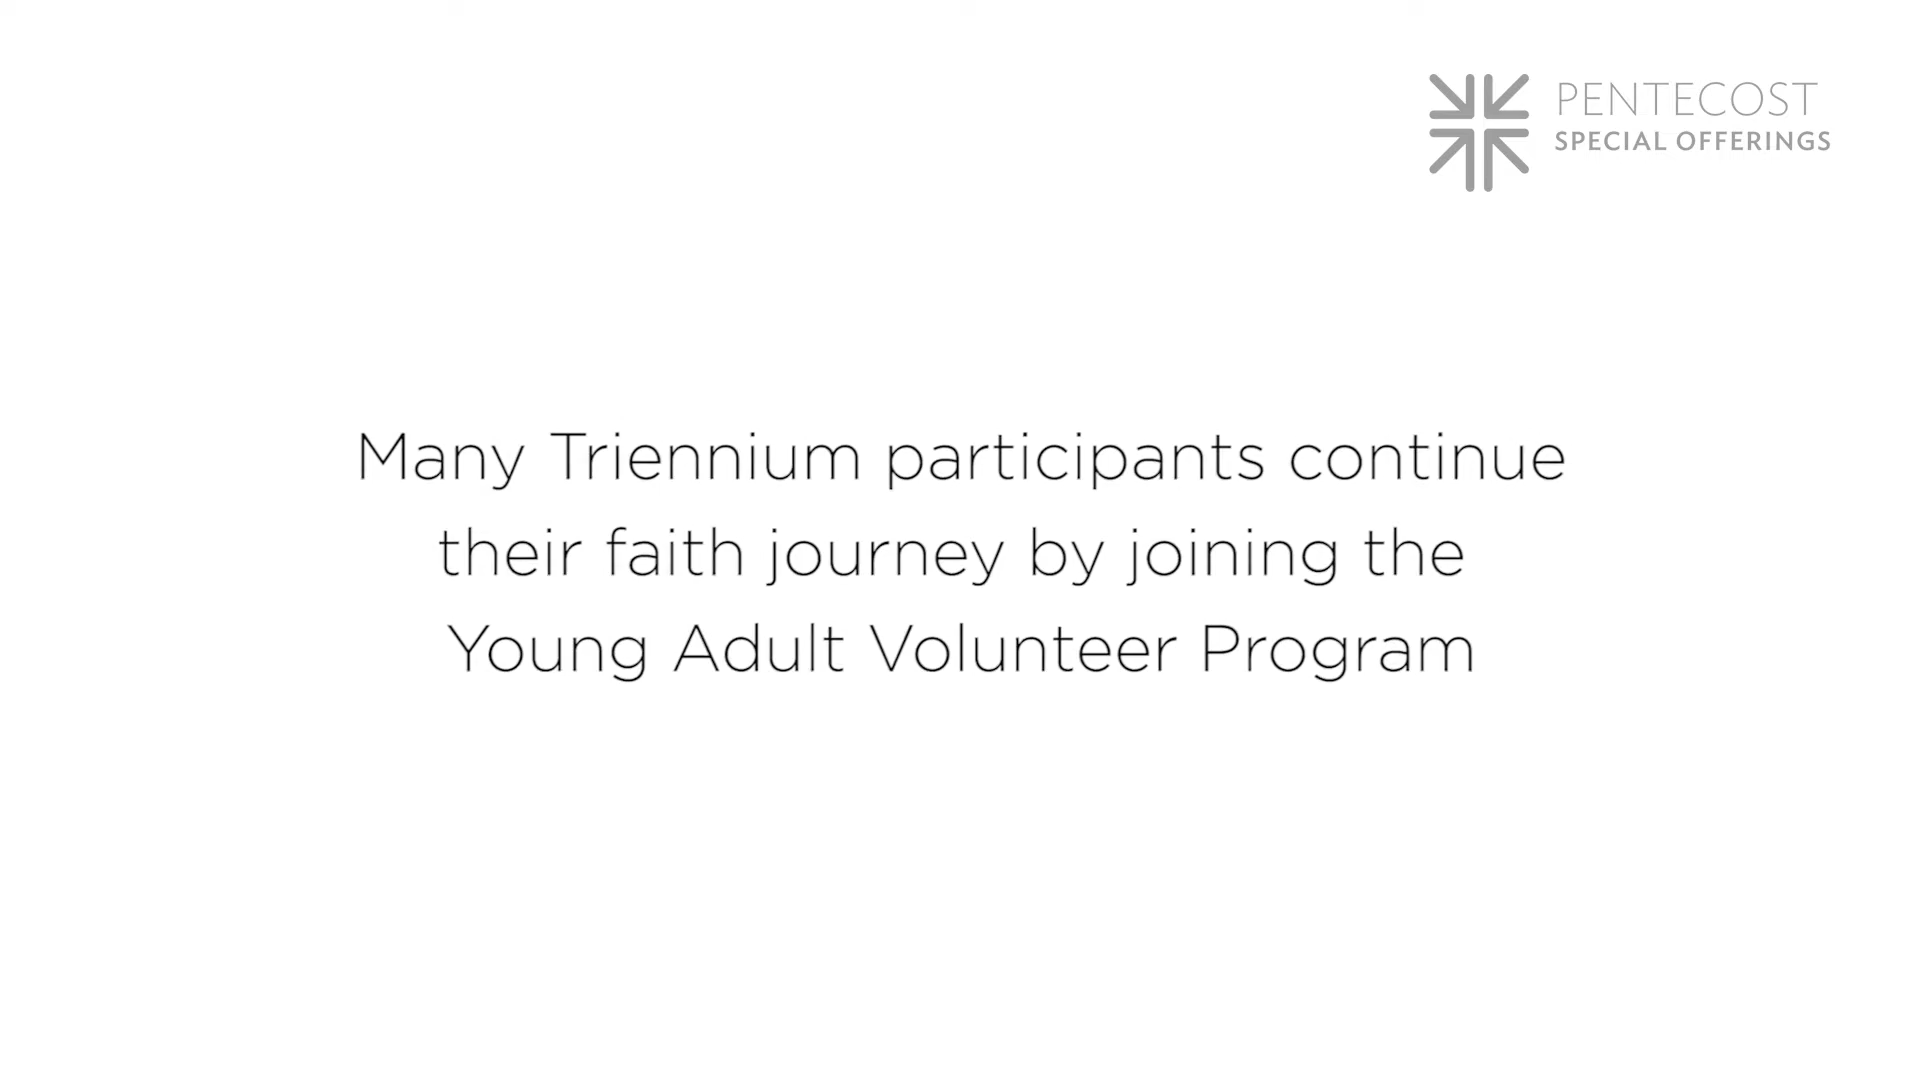 PENTECOST
SPECIAL OFFERINGS
Many Triennium participants continue
their faith journey by joining the
Young Adult Volunteer Program